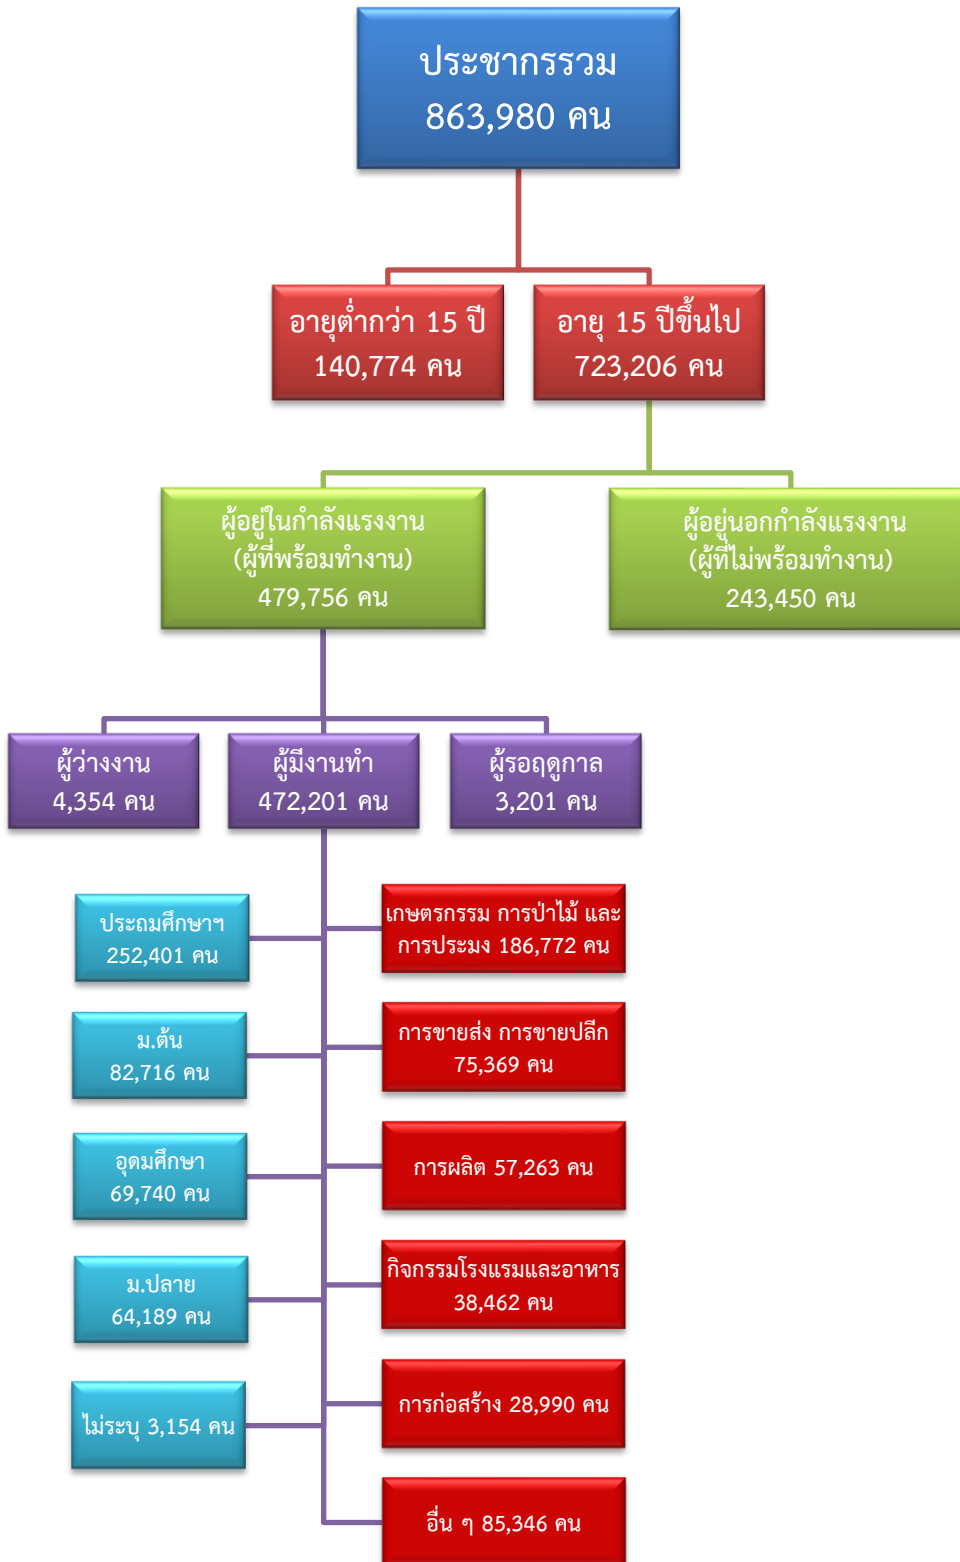 ประชากรรวม
863,980 คน
อายุต่ำกว่า 15 ปี
140,774 คน
อายุ 15 ปีขึ้นไป
723,206 คน
ผู้อยู่ในกำลังแรงงาน
(ผู้ที่พร้อมทำงาน)
479,756 คน
ผู้อยู่นอกกำลังแรงงาน
(ผู้ที่ไม่พร้อมทำงาน)
243,450 คน
ผู้ว่างงาน
4,354 คน
ผู้มีงานทำ
472,201 คน
ผู้รอฤดูกาล
3,201 คน
ประถมศึกษาฯ
252,401 คน
ม.ต้น
82,716 คน
อุดมศึกษา
69,740 คน
ม.ปลาย
64,189 คน
ไม่ระบุ 3,154 คน
เกษตรกรรม การป่าไม้ และ
การประมง 186,772 คน
การขายส่ง การขายปลีก
75,369 คน
การผลิต 57,263 คน
กิจกรรมโรงแรมและอาหาร
38,462 คน
การก่อสร้าง 28,990 คน
อื่น ๆ 85,346 คน